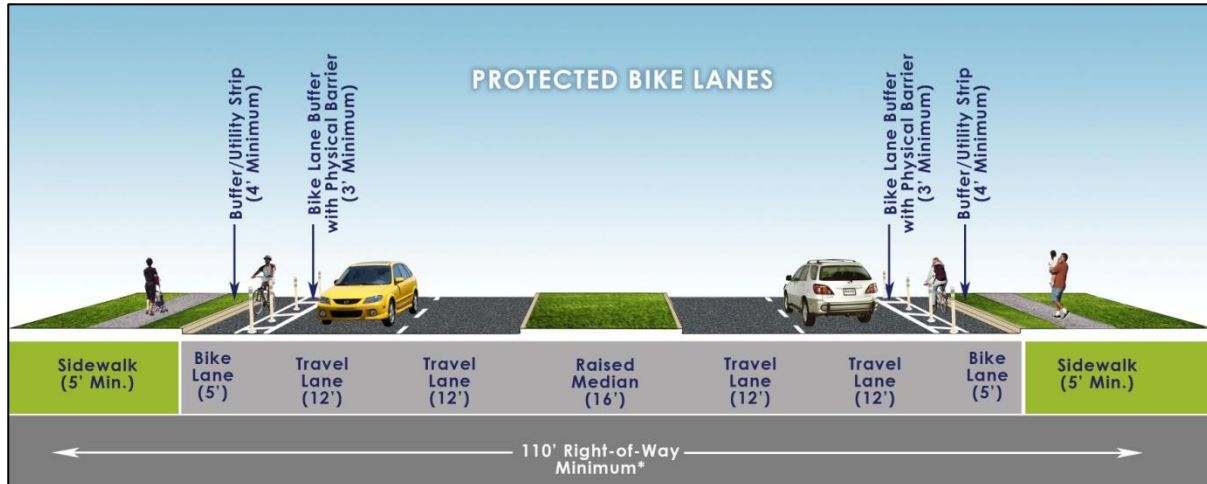 PROTECTED BIKE LANES
Buffer/Utility Strip
(4' Minimum)
Bike Lane Buffer
with Physical Barrier
(3' Minimum)
Bike Lane Buffer
with Physical Barrier
(3' Minimum)
Buffer/Utility Strip
(4' Minimum)
Sidewalk
(5' Min.)
Bike
Lane
(5')
Travel
Lane
(12')
Travel
Lane
(12')
Raised
Median
(16')
Travel
Lane
(12')
Travel
Lane
(12')
Bike
Lane
(5')
Sidewalk
(5' Min.)
110' Right-of-Way
Minimum*